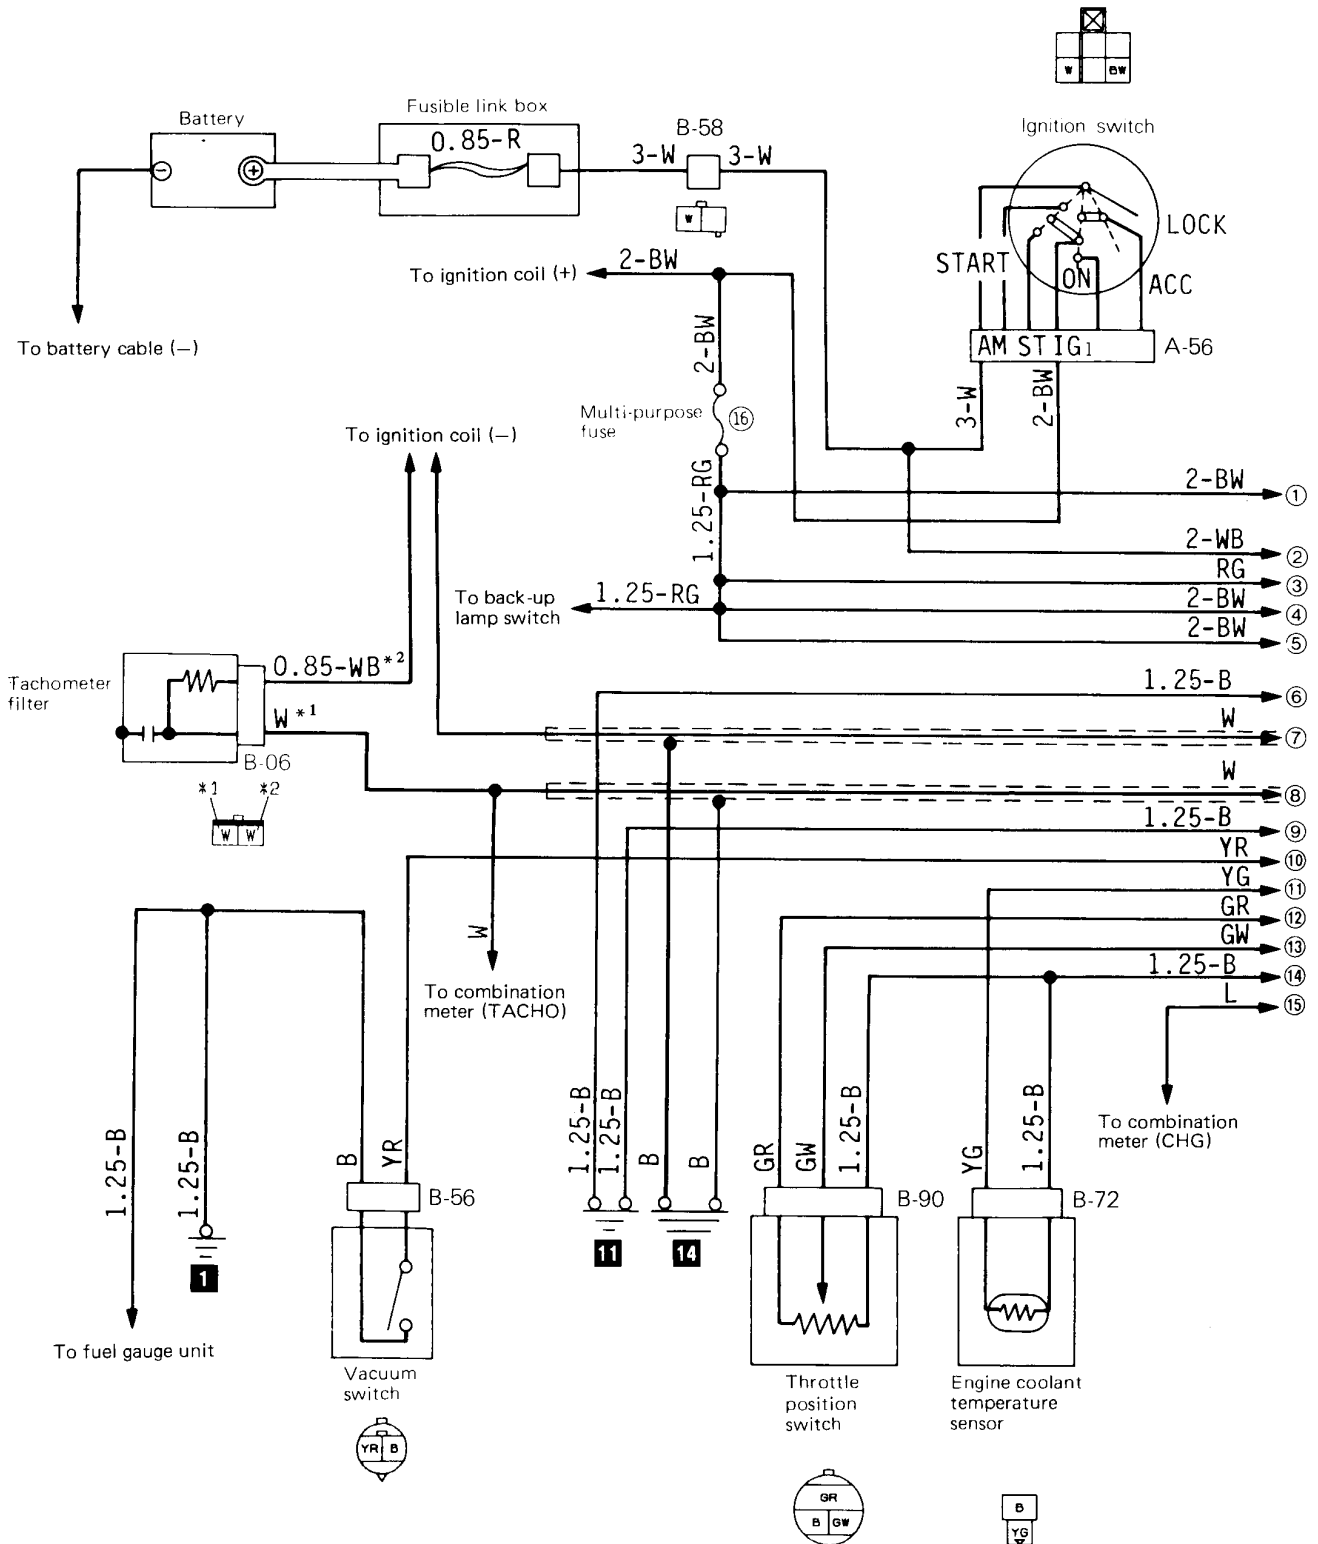 W BW
Battery
Fusible link box
0.85-R
B-58
3-W 3-W
W
Ignition switch
LOCK
START
ON
ACC
AM ST IG1
A-56
3-W
2-BW
To battery cable (−)
To ignition coil (+)
2-BW
2-BW
Multi-purpose
fuse
16
To ignition coil (−)
1.25-RG
2-BW 1
2-WB 2
RG 3
To back-up
lamp switch
1.25-RG
2-BW 4
2-BW 5
Tachometer
filter
0.85-WB*2
W*1
B-06
*1 *2
W W
1.25-B 6
W 7
W 8
1.25-B 9
YR 10
YG 11
GR 12
GW 13
1.25-B 14
L 15
W
To combination
meter (TACHO)
To combination
meter (CHG)
1.25-B
1.25-B
B
YR
1.25-B
1.25-B
B
B
GR
GW
1.25-B
YG
1.25-B
B-56
B-90
B-72
1
11
14
To fuel gauge unit
Vacuum
switch
YR B
Throttle
position
switch
GR
B GW
Engine coolant
temperature
sensor
B
YG